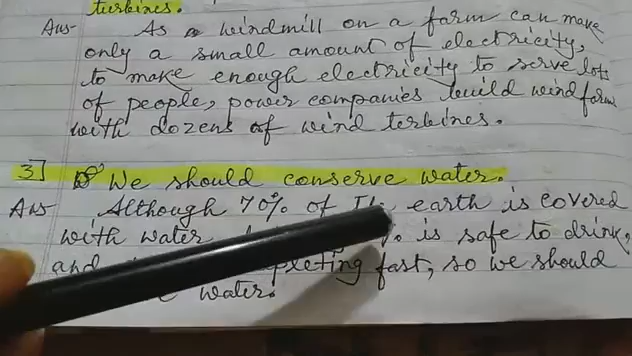 turbines.
Ans- As a windmill on a farm can make
only a small amount of electricity,
to make enough electricity to serve lots
of people, power companies build wind farm
with dozens of wind terbines.
3] We should conserve water.
Ans Although 70% of The earth is covered
with water is safe to drink,
and fast, so we should
water.